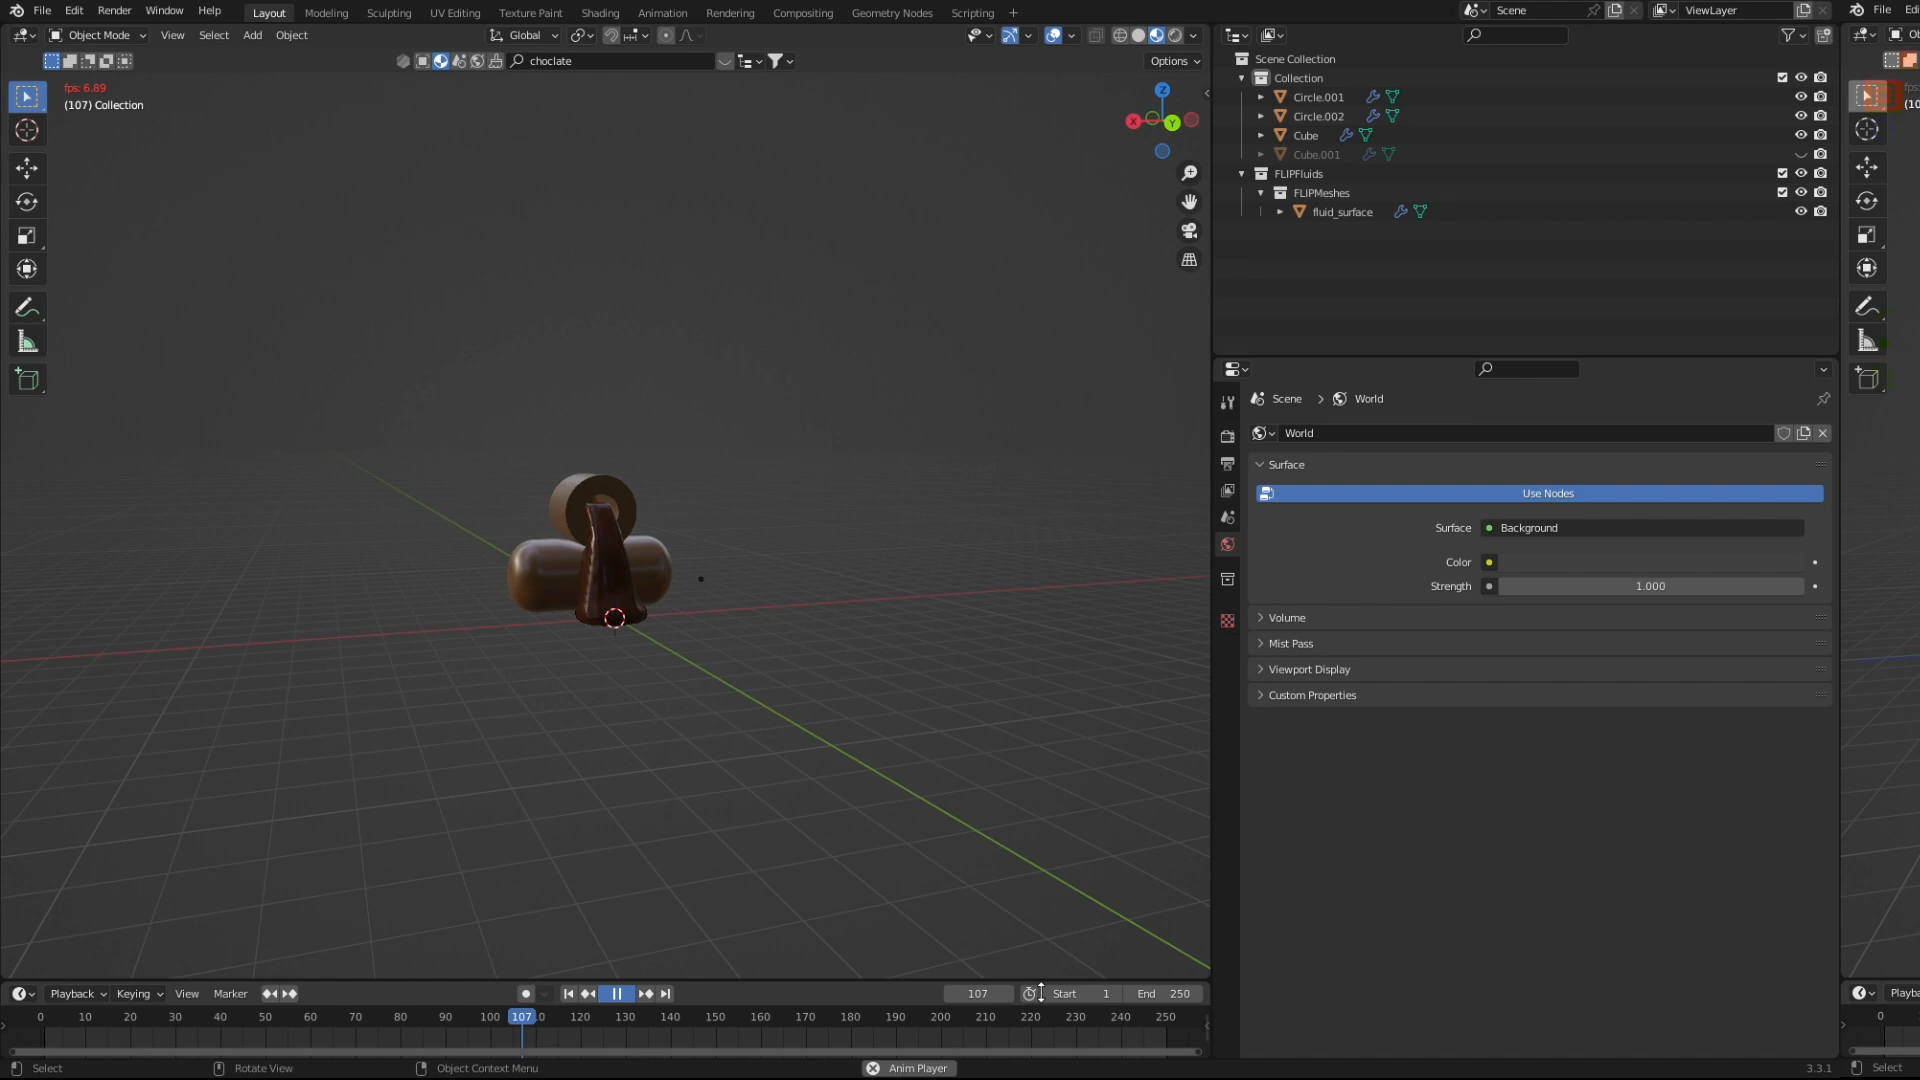 File Edit Render Window Help Layout Modeling Sculpting UV Editing Texture Paint Shading Animation Rendering Compositing Geometry Nodes Scripting + Scene ViewLayer File
Object Mode View Select Add Object Global
choclate Options
fps: 6.89
(107) Collection
Z
X Y
Scene Collection
Collection
Circle.001
Circle.002
Cube
Cube.001
FLIPFluids
FLIPMeshes
fluid_surface
Scene > World
World
Surface
Use Nodes
Surface Background
Color
Strength 1.000
Volume
Mist Pass
Viewport Display
Custom Properties
Playback Keying View Marker 107 Start 1 End 250
0 10 20 30 40 50 60 70 80 90 100 107 120 130 140 150 160 170 180 190 200 210 220 230 240 250 0
Select Rotate View Object Context Menu Anim Player 3.3.1 Select